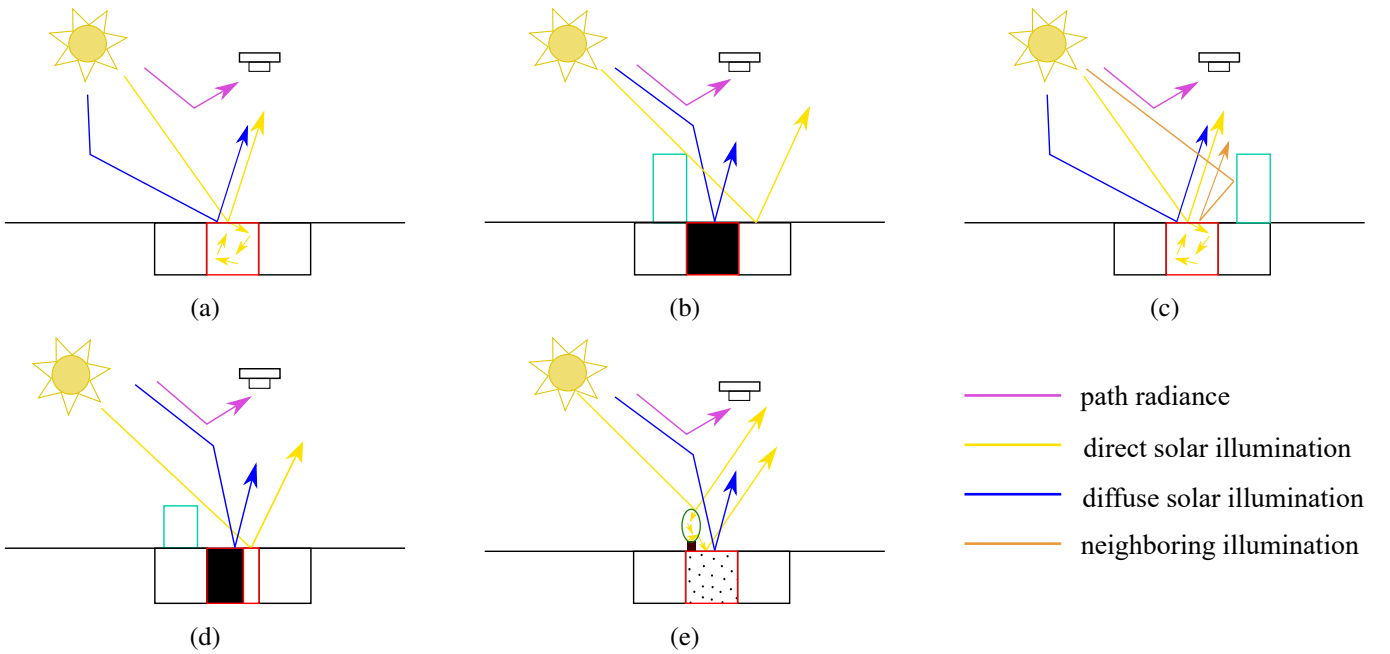 (a)
(b)
(c)
path radiance
direct solar illumination
diffuse solar illumination
neighboring illumination
(d)
(e)